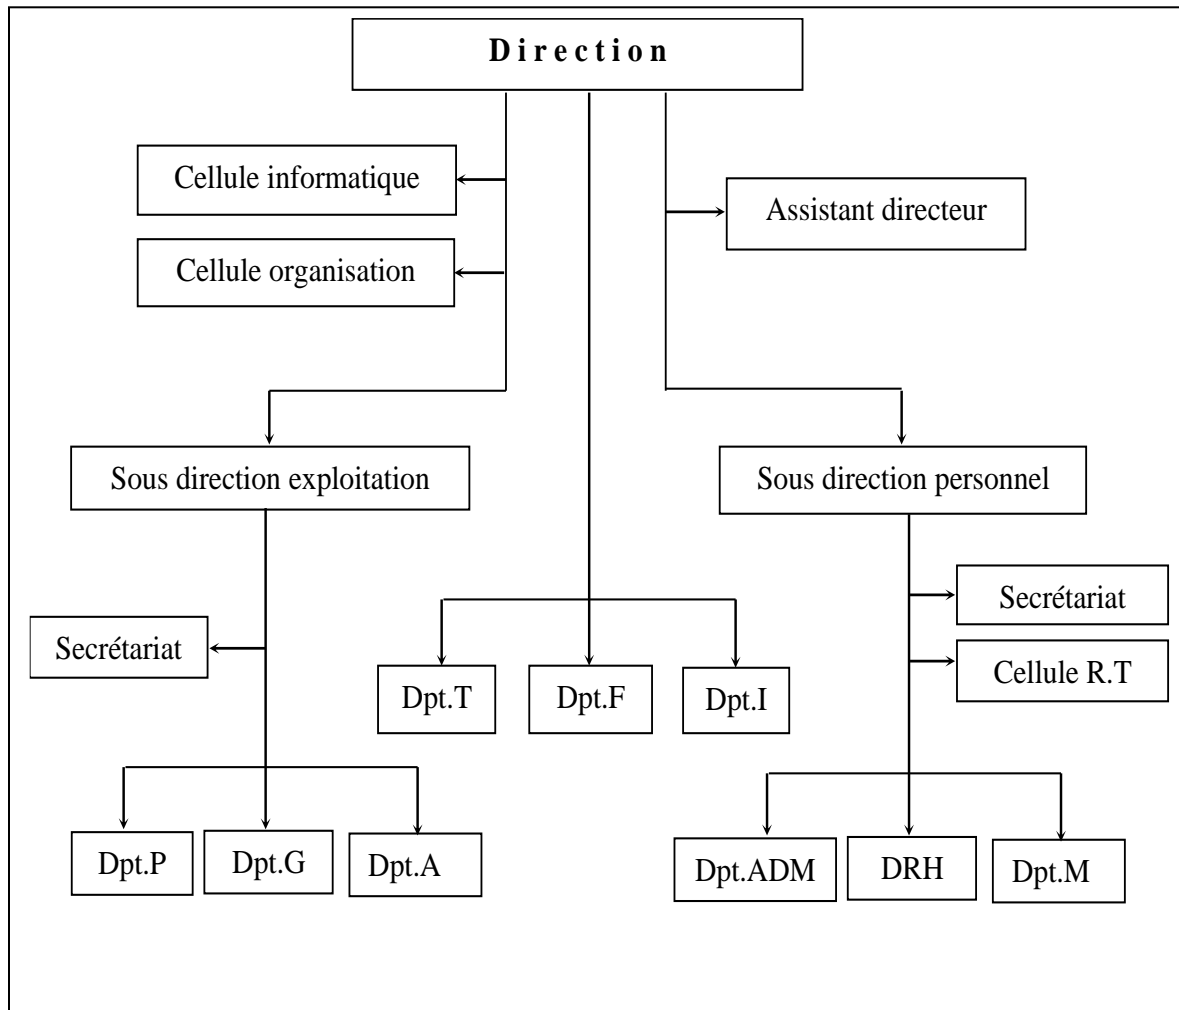 Direction
Cellule informatique
Assistant directeur
Cellule organisation
Sous direction exploitation
Sous direction personnel
Secrétariat
Cellule R.T
Secrétariat
Dpt.T
Dpt.F
Dpt.I
Dpt.P
Dpt.G
Dpt.A
Dpt.ADM
DRH
Dpt.M